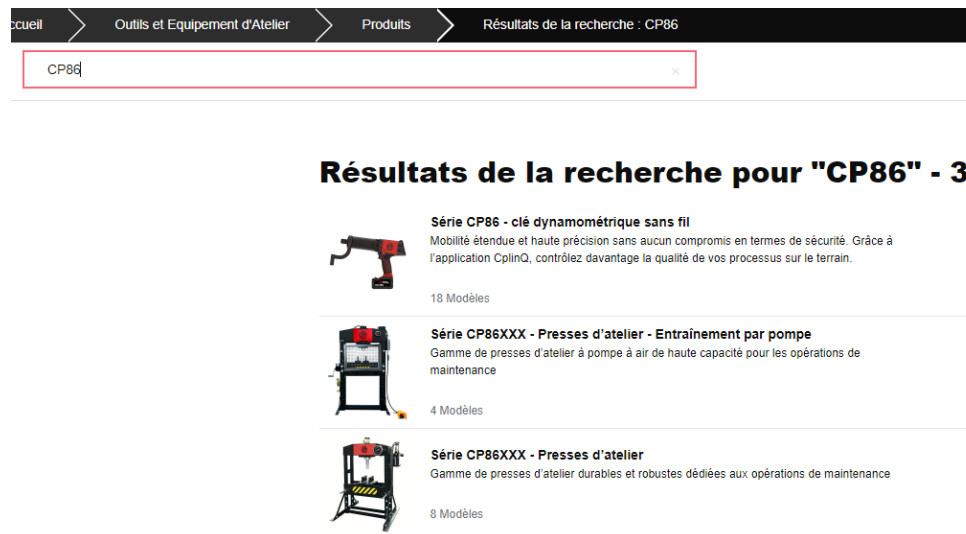 ccueil
Outils et Equipement d'Atelier
Produits
Résultats de la recherche : CP86
CP86
×
Résultats de la recherche pour "CP86" - 3
Série CP86 - clé dynamométrique sans fil
Mobilité étendue et haute précision sans aucun compromis en termes de sécurité. Grâce à
l'application CplinQ, contrôlez davantage la qualité de vos processus sur le terrain.
18 Modèles
Série CP86XXX - Presses d'atelier - Entraînement par pompe
Gamme de presses d'atelier à pompe à air de haute capacité pour les opérations de
maintenance
4 Modèles
Série CP86XXX - Presses d'atelier
Gamme de presses d'atelier durables et robustes dédiées aux opérations de maintenance
8 Modèles